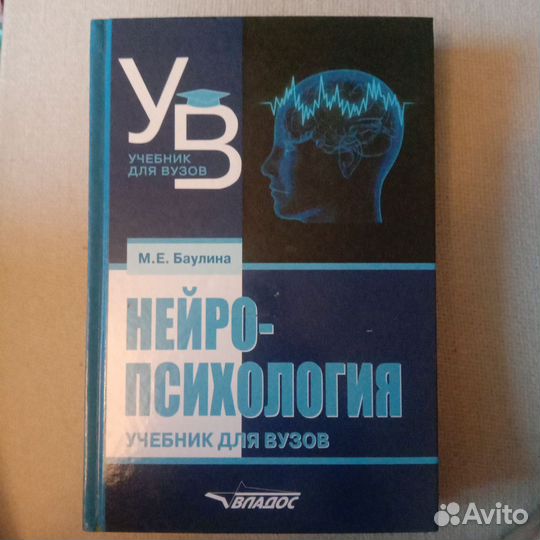 УВ
УЧЕБНИК
ДЛЯ ВУЗОВ
М.Е. Баулина
НЕЙРО-
ПСИХОЛОГИЯ
УЧЕБНИК ДЛЯ ВУЗОВ
ВЛАДОС
Avito